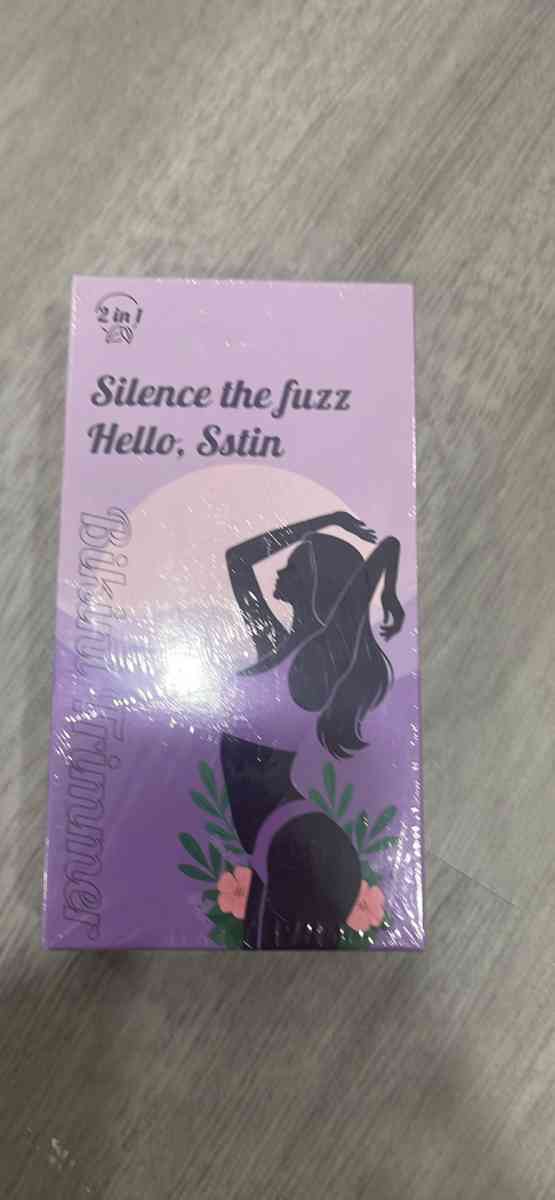 2 in 1
Silence the fuzz
Hello, Sstin
Bikini Trimmer